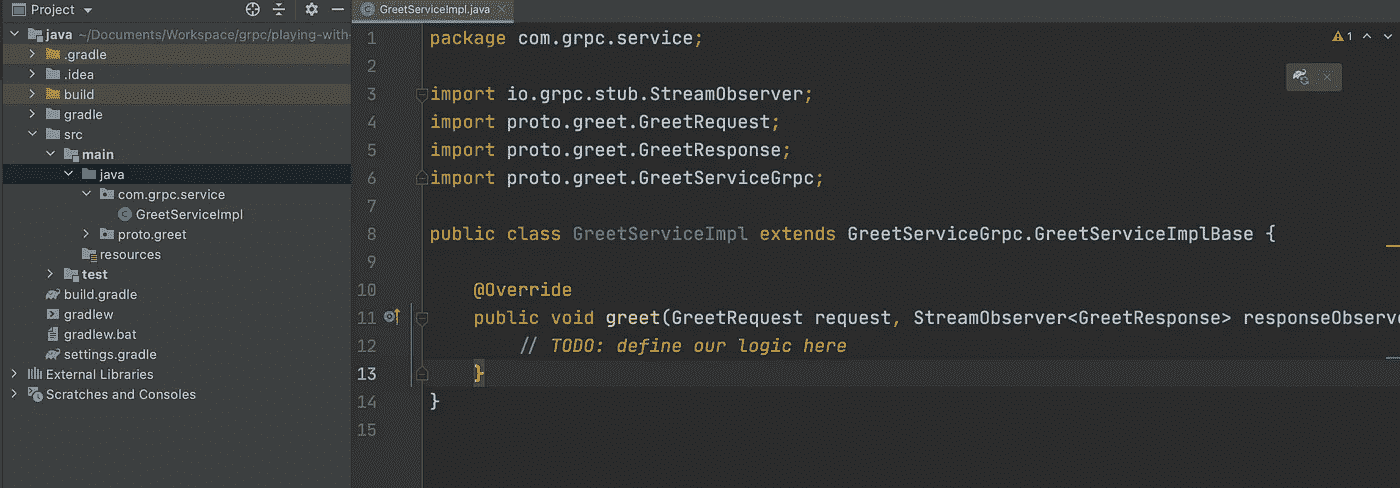 Project
java ~/Documents/Workspace/grpc/playing-with-
.gradle
.idea
build
gradle
src
main
java
com.grpc.service
GreetServiceImpl
proto.greet
resources
test
build.gradle
gradlew
gradlew.bat
settings.gradle
External Libraries
Scratches and Consoles
GreetServiceImpl.java
1
1 package com.grpc.service;
2
3 import io.grpc.stub.StreamObserver;
4 import proto.greet.GreetRequest;
5 import proto.greet.GreetResponse;
6 import proto.greet.GreetServiceGrpc;
7
8 public class GreetServiceImpl extends GreetServiceGrpc.GreetServiceImplBase {
9
10 @Override
11 public void greet(GreetRequest request, StreamObserver<GreetResponse> responseObserve
12 // TODO: define our logic here
13 }
14 }
15